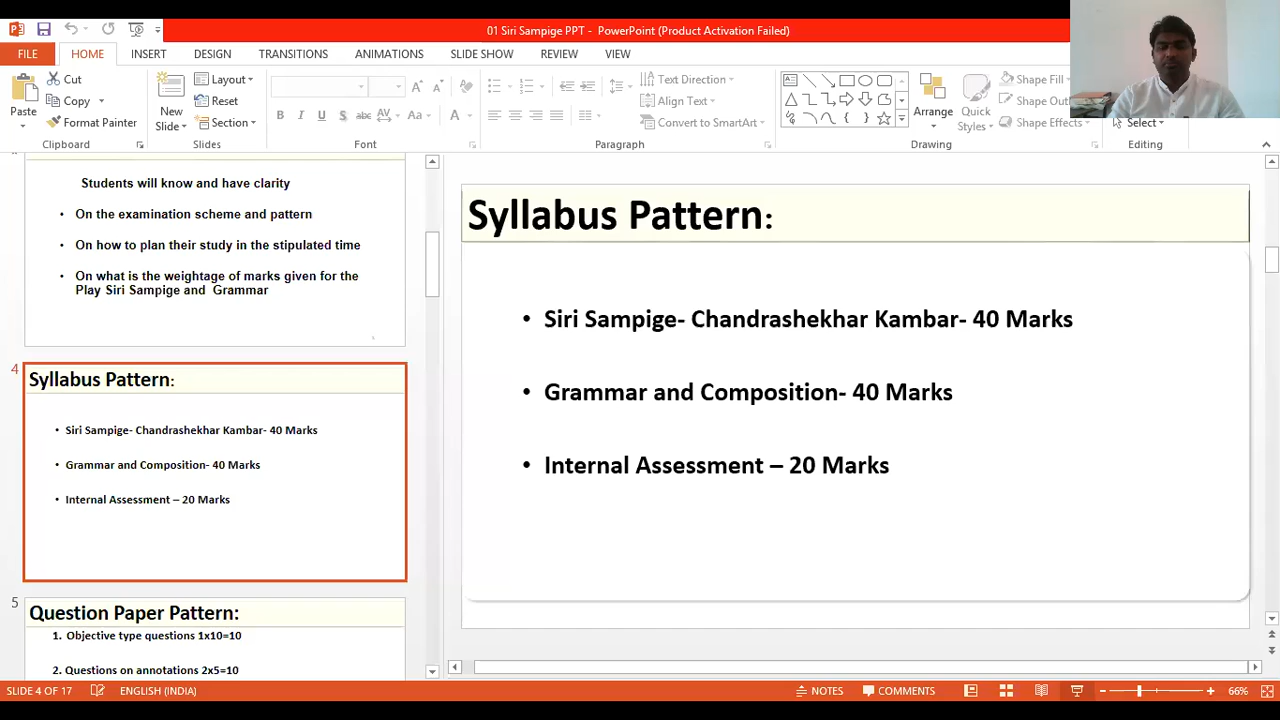 01 Siri Sampige PPT - PowerPoint (Product Activation Failed)
FILE HOME INSERT DESIGN TRANSITIONS ANIMATIONS SLIDE SHOW REVIEW VIEW
Paste
Cut
Copy
Format Painter
Clipboard
New
Slide
Layout
Reset
Section
Slides
B I U S abc AV Aa A
Font
Text Direction
Align Text
Convert to SmartArt
Paragraph
Arrange
Quick
Styles
Shape Fill
Shape Out
Shape Effects
Drawing
Select
Editing
Students will know and have clarity
• On the examination scheme and pattern
• On how to plan their study in the stipulated time
• On what is the weightage of marks given for the
Play Siri Sampige and Grammar
4
Syllabus Pattern:
• Siri Sampige- Chandrashekhar Kambar- 40 Marks
• Grammar and Composition- 40 Marks
• Internal Assessment – 20 Marks
5
Question Paper Pattern:
1. Objective type questions 1x10=10
2. Questions on annotations 2x5=10
Syllabus Pattern:
• Siri Sampige- Chandrashekhar Kambar- 40 Marks
• Grammar and Composition- 40 Marks
• Internal Assessment – 20 Marks
SLIDE 4 OF 17 ENGLISH (INDIA) NOTES COMMENTS 66%